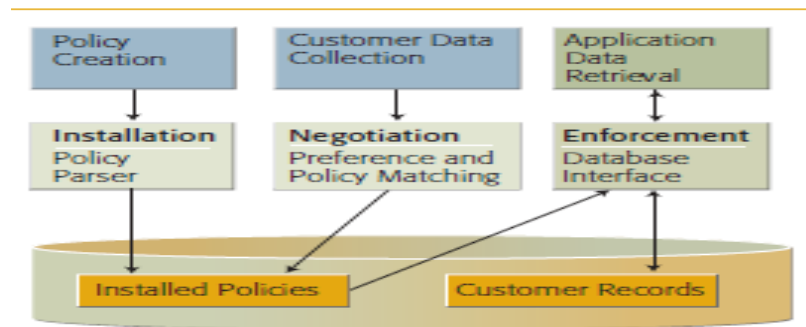 Policy
Creation
Customer Data
Collection
Application
Data
Retrieval
Installation
Policy
Parser
Negotiation
Preference and
Policy Matching
Enforcement
Database
Interface
Installed Policies
Customer Records